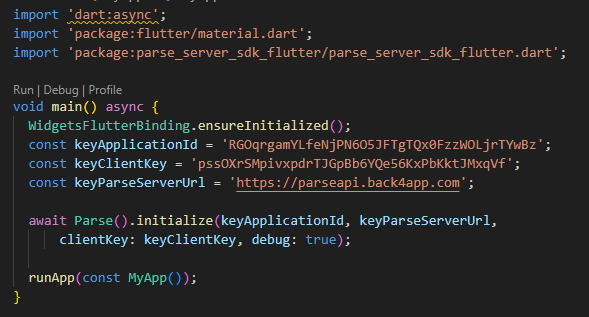 import 'dart:async';
import 'package:flutter/material.dart';
import 'package:parse_server_sdk_flutter/parse_server_sdk_flutter.dart';
Run | Debug | Profile
void main() async {
WidgetsFlutterBinding.ensureInitialized();
const keyApplicationId = 'RGOqrgamYLfeNjPN6O5JFTgTQx0FzzWOLjrTYwBz';
const keyClientKey = 'pssOXrSMpivxpdrTJGpBb6YQe56KxPbKktJMxqVf';
const keyParseServerUrl = 'https://parseapi.back4app.com';
await Parse().initialize(keyApplicationId, keyParseServerUrl,
clientKey: keyClientKey, debug: true);
runApp(const MyApp());
}